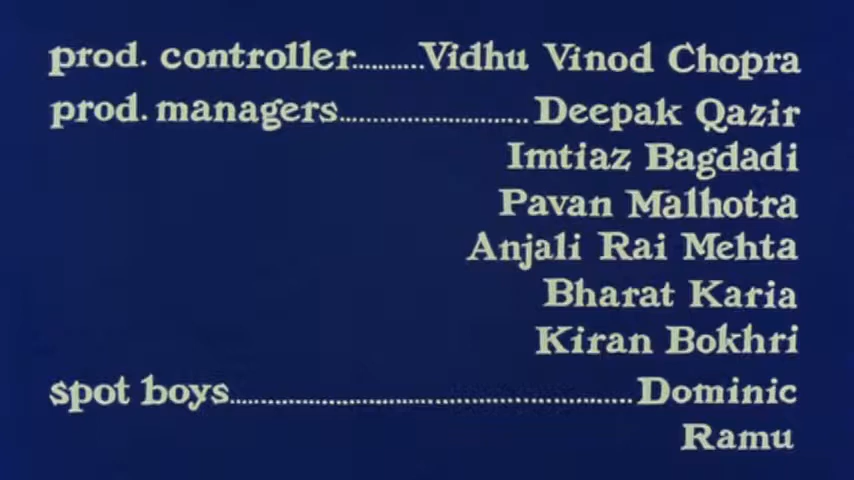 prod. controller..........Vidhu Vinod Chopra
prod. managers...........................Deepak Qazir
Imtiaz Bagdadi
Pavan Malhotra
Anjali Rai Mehta
Bharat Karia
Kiran Bokhri
spot boys.........................................................Dominic
Ramu